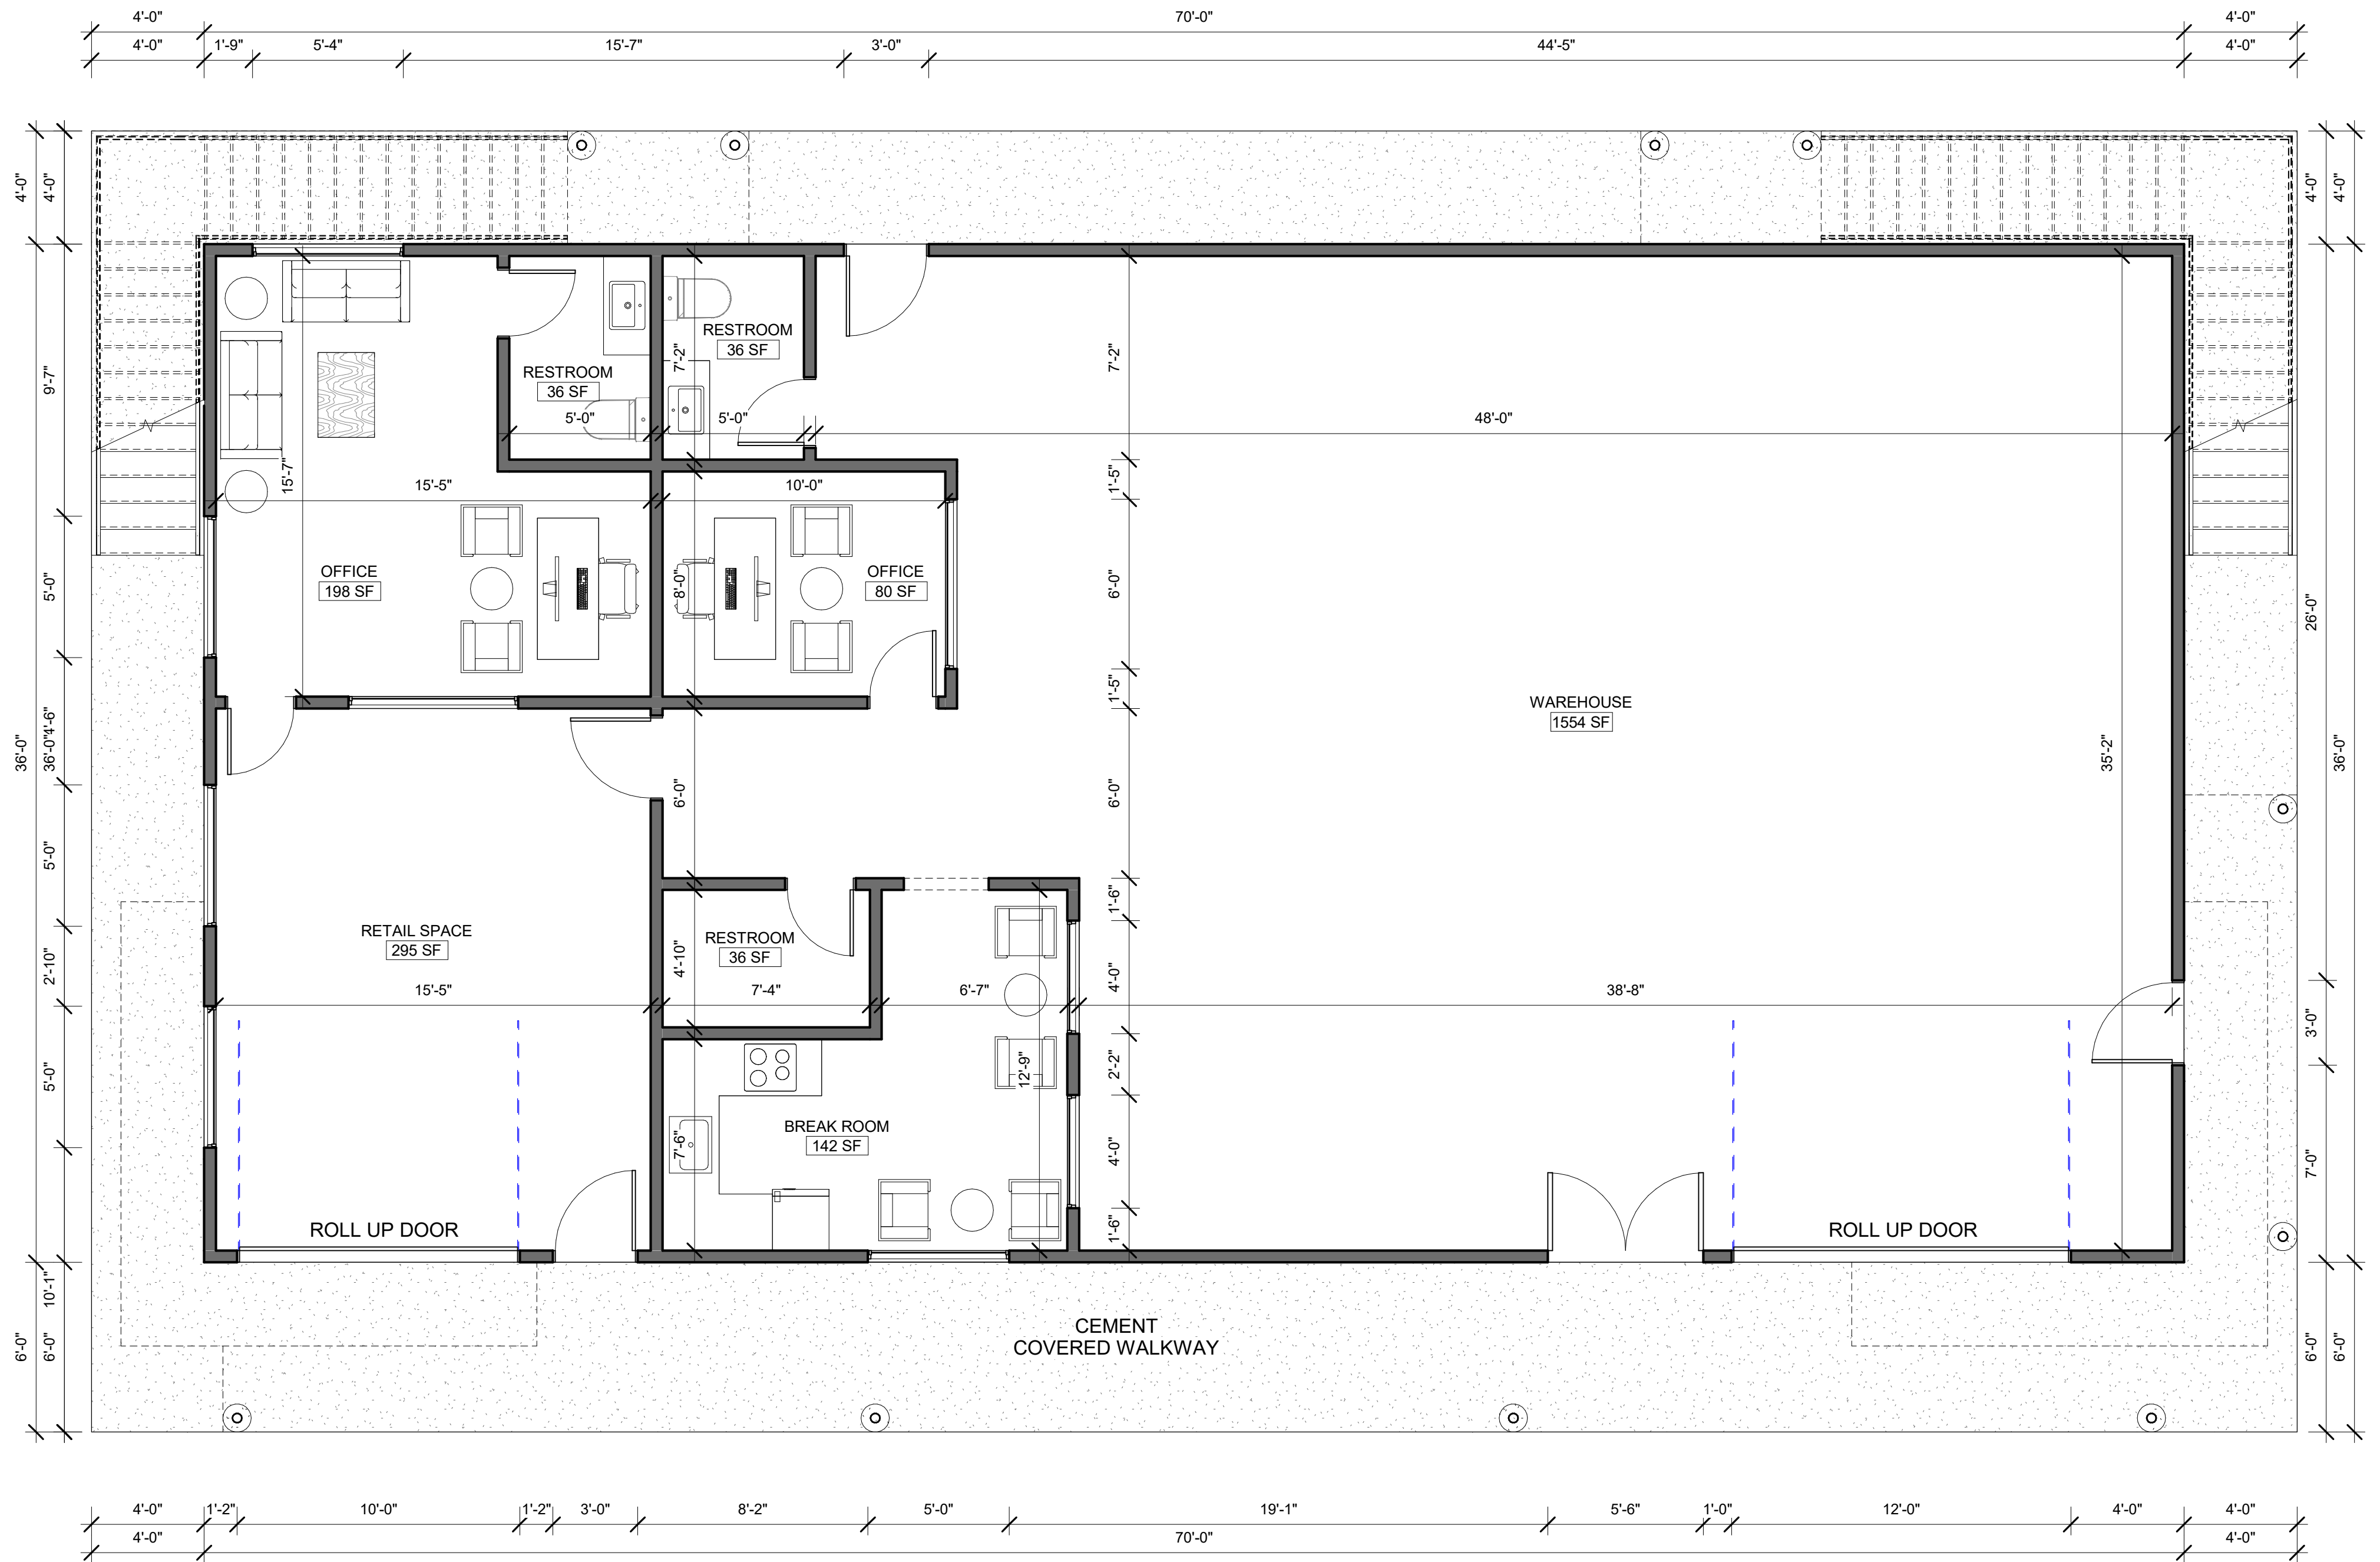 4'-0" 70'-0" 4'-0"
4'-0" 1'-9" 5'-4" 15'-7" 3'-0" 44'-5" 4'-0"
4'-0" 4'-0" 4'-0" 4'-0"
RESTROOM
36 SF
7'-2" 7'-2"
RESTROOM
36 SF
9'-7"
5'-0" 5'-0" 48'-0"
15'-7"
15'-5" 10'-0" 1'-5"
OFFICE
198 SF
OFFICE
80 SF
5'-0" 8'-0" 6'-0" 26'-0"
1'-5"
WAREHOUSE
1554 SF
36'-0" 36'-0" 4'-6" 35'-2" 36'-0"
6'-0" 6'-0"
5'-0"
1'-6"
RETAIL SPACE
295 SF
RESTROOM
36 SF
2'-10" 4'-10" 4'-0"
15'-5" 7'-4" 6'-7" 38'-8"
3'-0"
5'-0" 12'-9" 2'-2"
BREAK ROOM
142 SF
7'-6" 4'-0" 7'-0"
ROLL UP DOOR 1'-6" ROLL UP DOOR
10'-1"
CEMENT
COVERED WALKWAY
6'-0" 6'-0" 6'-0" 6'-0"
4'-0" 1'-2" 10'-0" 1'-2" 3'-0" 8'-2" 5'-0" 19'-1" 5'-6" 1'-0" 12'-0" 4'-0" 4'-0"
4'-0" 70'-0" 4'-0"